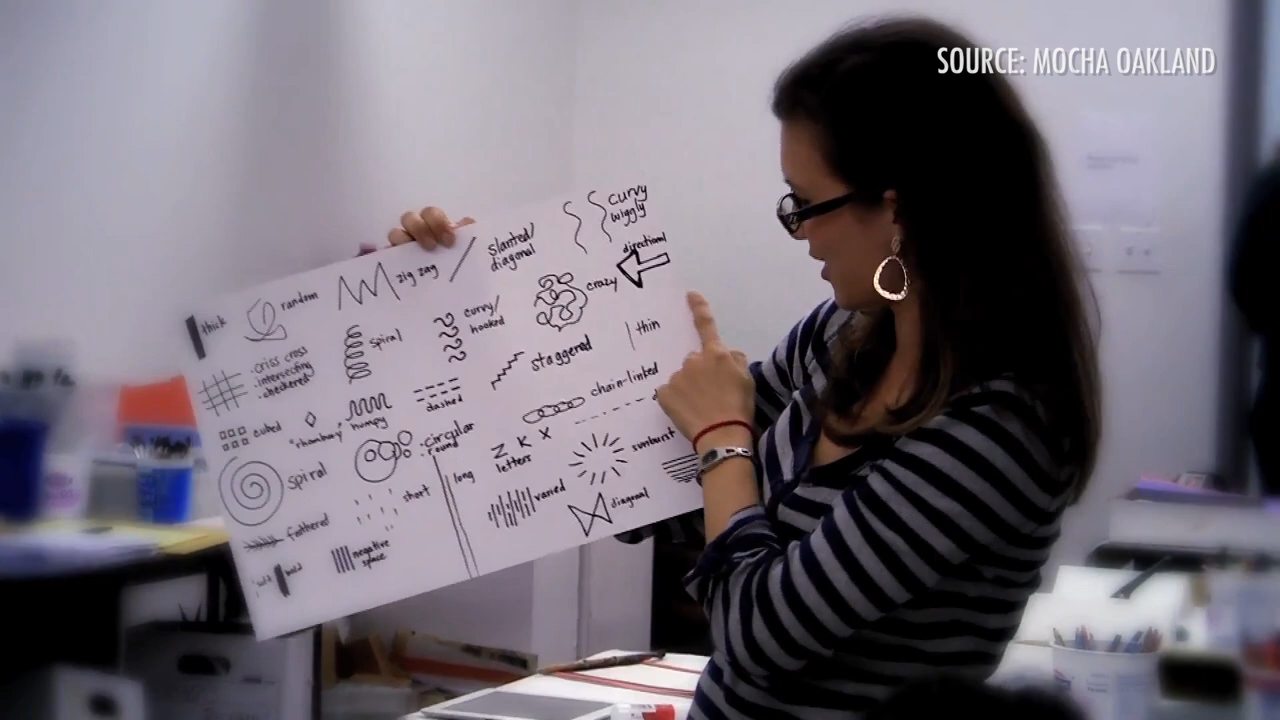 SOURCE: MOCHA OAKLAND
thick
random
zig zag
slanted/
diagonal
curvy
wiggly
directional
crazy
criss cross
intersecting
checkered
spiral
curvy/
hooked
staggered
thin
cubed
"rhombusy"
humpy
dashed
chain-linked
spiral
circular
round
long
Z K X
letters
sunburst
short
varied
diagonal
feathered
negative
space
bold